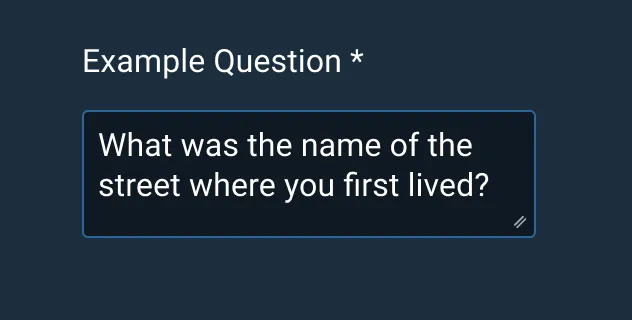 Example Question *
What was the name of the
street where you first lived?